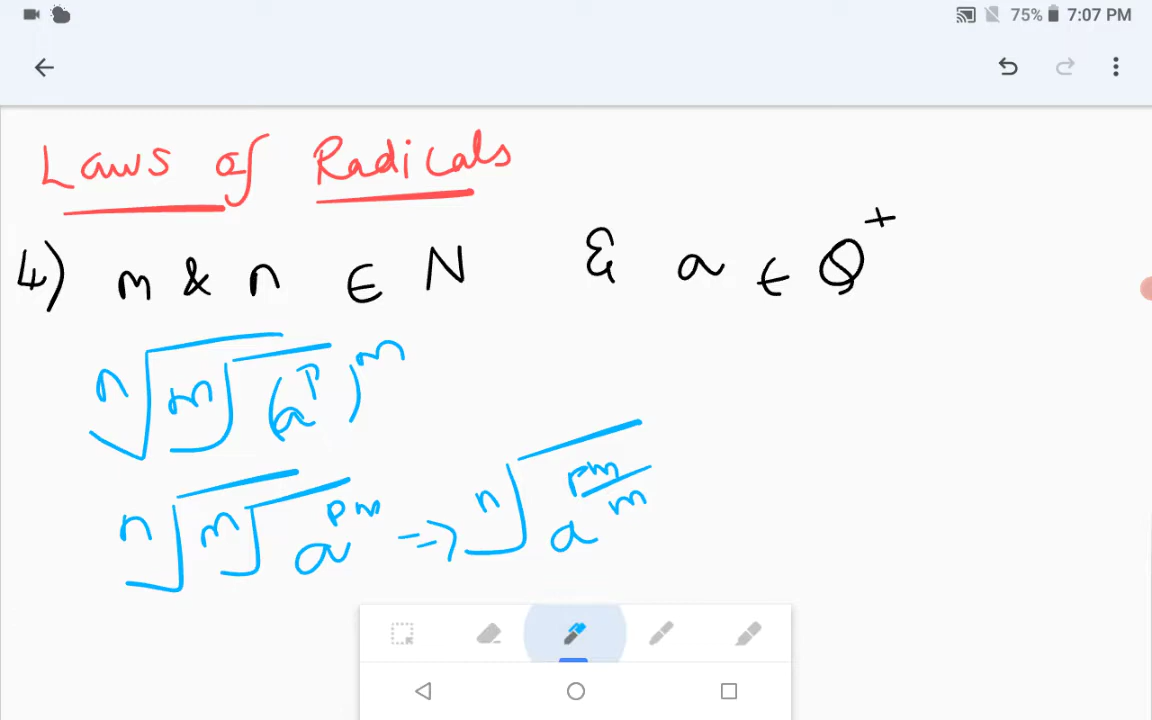 75% 7:07 PM
Laws of Radicals
4) m & n ∈ N & a ∈ Q⁺
ⁿ√ ᵐ√ (aᵖ)ᵐ
ⁿ√ ᵐ√ aᵖᵐ ⇒ ⁿ√ a^(pm/m)